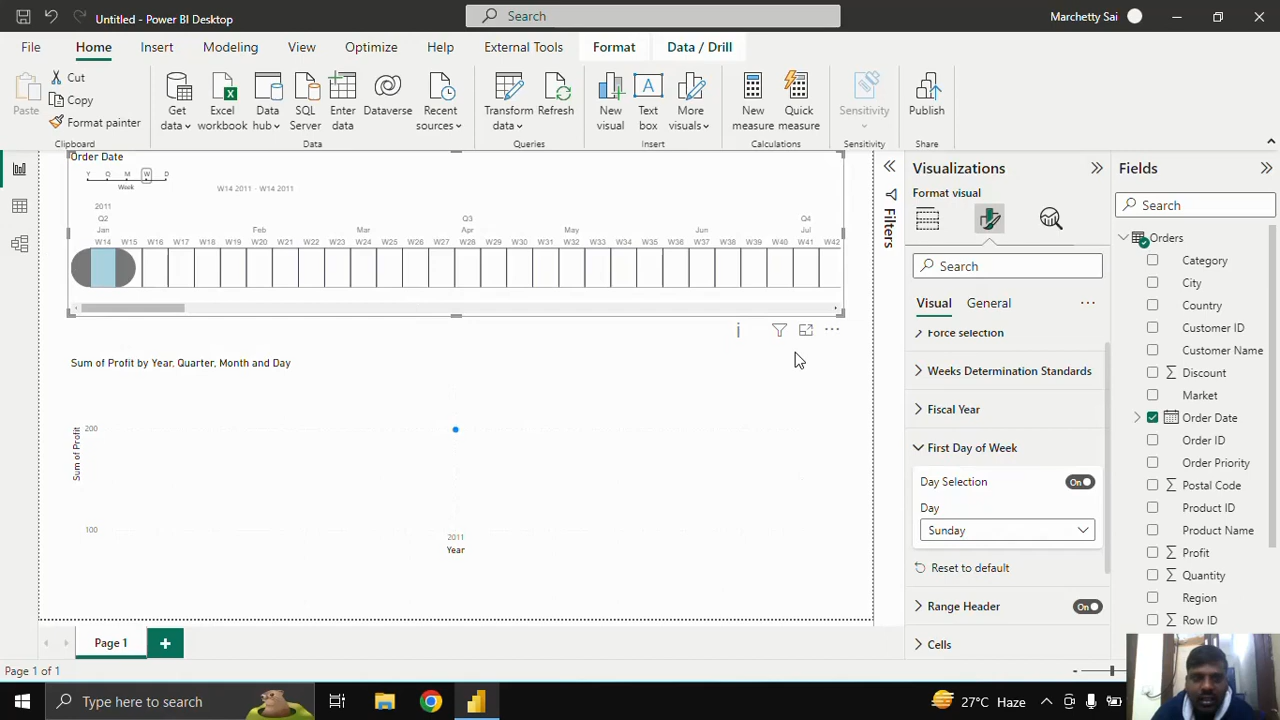 Untitled - Power BI Desktop
Search
Marchetty Sai
File
Home
Insert
Modeling
View
Optimize
Help
External Tools
Format
Data / Drill
Paste
Cut
Copy
Format painter
Clipboard
Get data
Excel workbook
Data hub
SQL Server
Enter data
Dataverse
Recent sources
Data
Transform data
Refresh
Queries
New visual
Text box
More visuals
Insert
New measure
Quick measure
Calculations
Sensitivity
Sensitivity
Publish
Share
Order Date
Y Q M W D
Week
W14 2011 - W14 2011
2011
Q2 Q3 Q4
Jan Feb Mar Apr May Jun Jul
W14 W15 W16 W17 W18 W19 W20 W21 W22 W23 W24 W25 W26 W27 W28 W29 W30 W31 W32 W33 W34 W35 W36 W37 W38 W39 W40 W41 W42
Sum of Profit by Year, Quarter, Month and Day
Sum of Profit
200
100
2011
Year
Filters
Visualizations
Format visual
Search
Visual
General
Force selection
Weeks Determination Standards
Fiscal Year
First Day of Week
Day Selection
On
Day
Sunday
Reset to default
Range Header
On
Cells
Fields
Search
Orders
Category
City
Country
Customer ID
Customer Name
Discount
Market
Order Date
Order ID
Order Priority
Postal Code
Product ID
Product Name
Profit
Quantity
Region
Row ID
Page 1
Page 1 of 1
Type here to search
27°C Haze